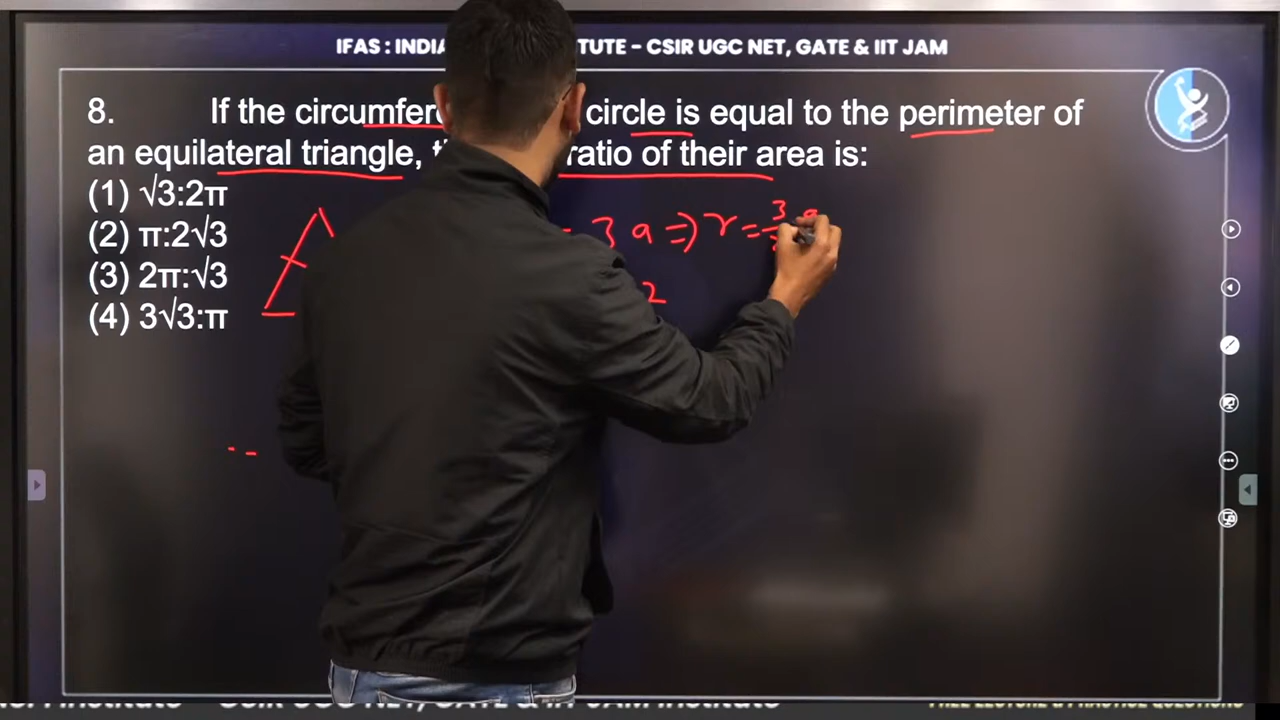 IFAS : INDIA TUTE - CSIR UGC NET, GATE & IIT JAM
8. If the circumfer circle is equal to the perimeter of
an equilateral triangle, ratio of their area is:
(1) √3:2π
(2) π:2√3
(3) 2π:√3
(4) 3√3:π
= 3a ⇒ r = 3
2